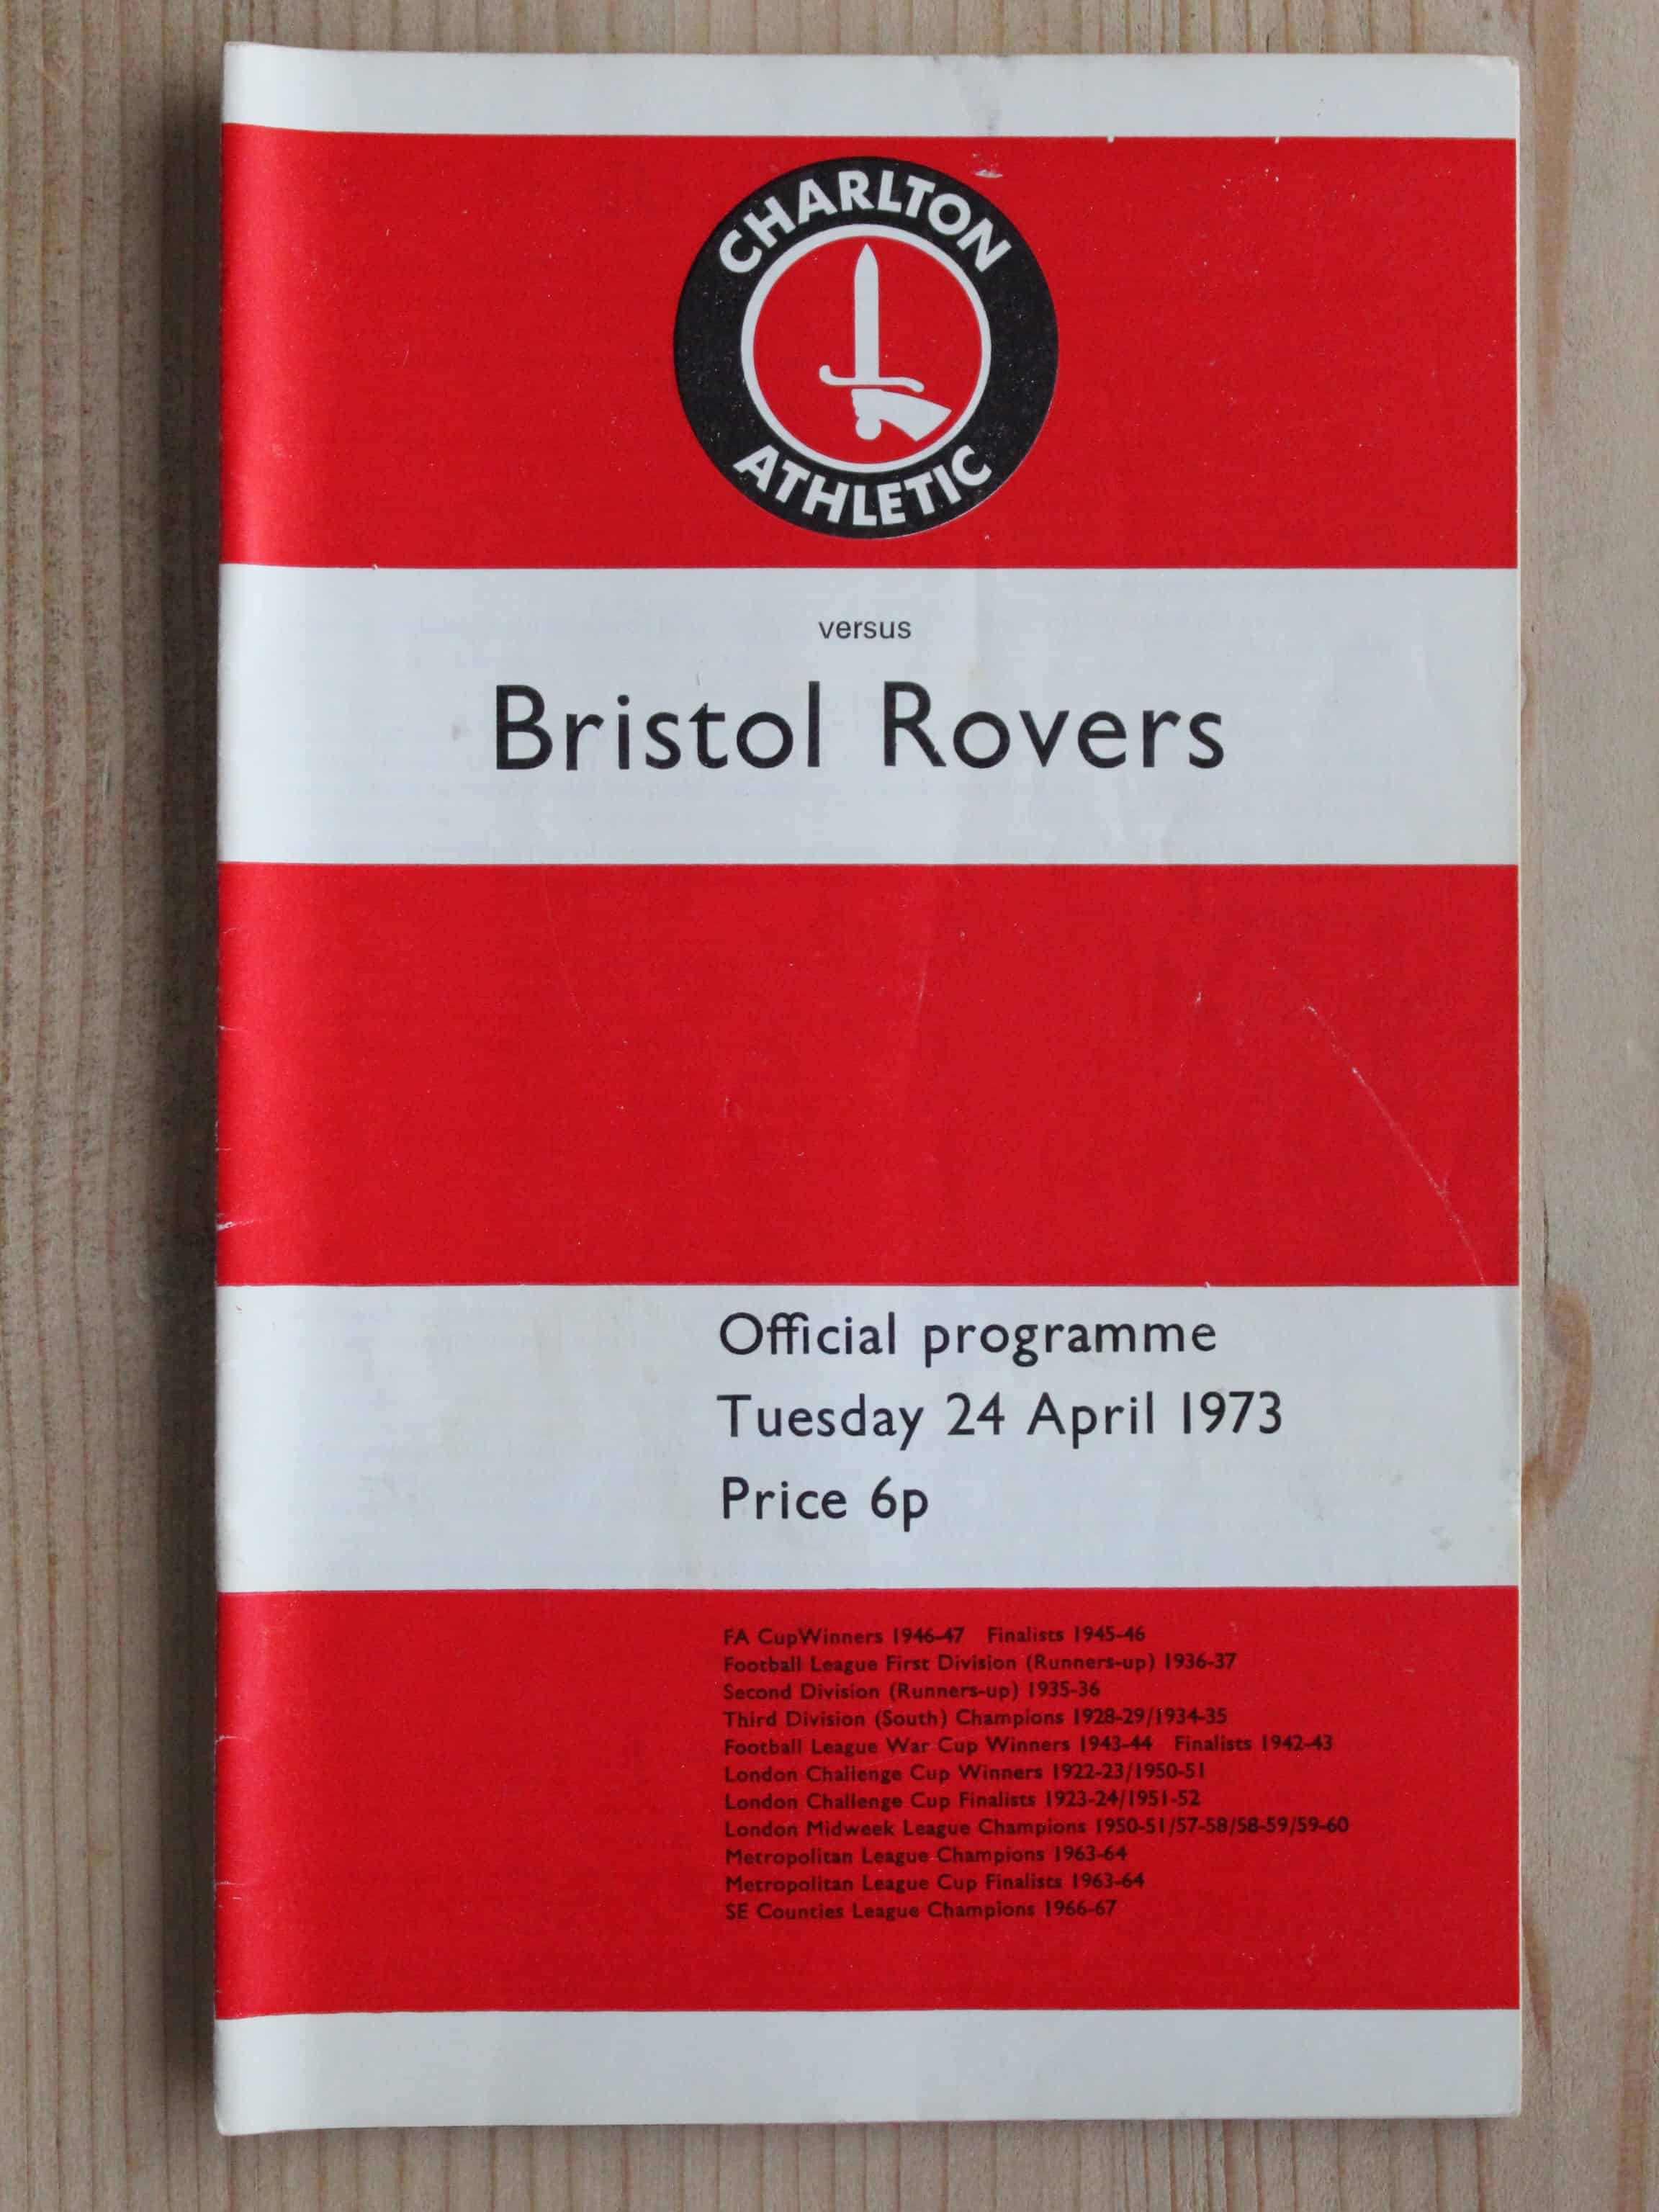 CHARLTON
ATHLETIC
versus
Bristol Rovers
Official programme
Tuesday 24 April 1973
Price 6p
FA CupWinners 1946-47 Finalists 1945-46
Football League First Division (Runners-up) 1936-37
Second Division (Runners-up) 1935-36
Third Division (South) Champions 1928-29/1934-35
Football League War Cup Winners 1943-44 Finalists 1942-43
London Challenge Cup Winners 1922-23/1950-51
London Challenge Cup Finalists 1923-24/1951-52
London Midweek League Champions 1950-51/57-58/58-59/59-60
Metropolitan League Champions 1963-64
Metropolitan League Cup Finalists 1963-64
SE Counties League Champions 1966-67